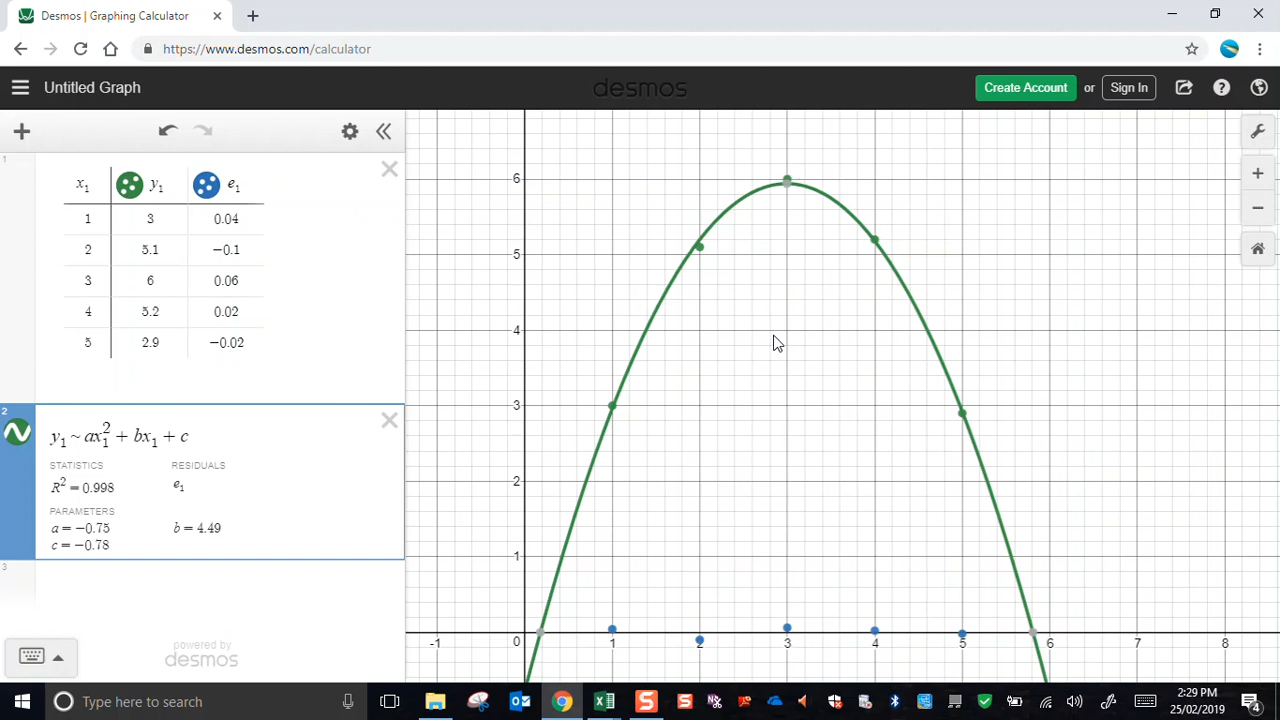 Desmos | Graphing Calculator
https://www.desmos.com/calculator
Untitled Graph
desmos
Create Account or Sign In
1
x₁ y₁ e₁
1 3 0.04
2 5.1 −0.1
3 6 0.06
4 5.2 0.02
5 2.9 −0.02
2
y₁ ~ ax₁² + bx₁ + c
STATISTICS RESIDUALS
R² = 0.998 e₁
PARAMETERS
a = −0.75 b = 4.49
c = −0.78
3
powered by
desmos
6
5
4
3
2
1
-1 0 1 2 3 4 5 6 7 8
Type here to search
2:29 PM
25/02/2019
4